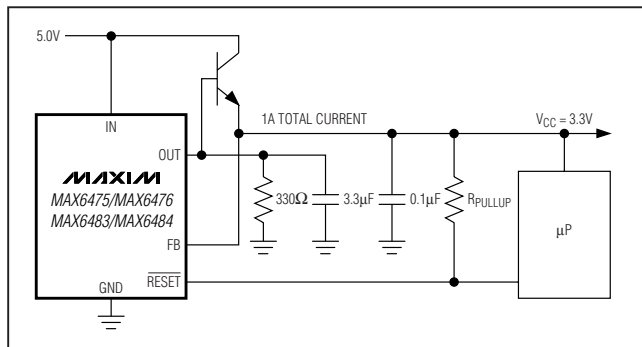 5.0V
IN
1A TOTAL CURRENT
VCC = 3.3V
OUT
MAXIM
MAX6475/MAX6476
MAX6483/MAX6484
330Ω
3.3µF
0.1µF
RPULLUP
µP
FB
GND
RESET